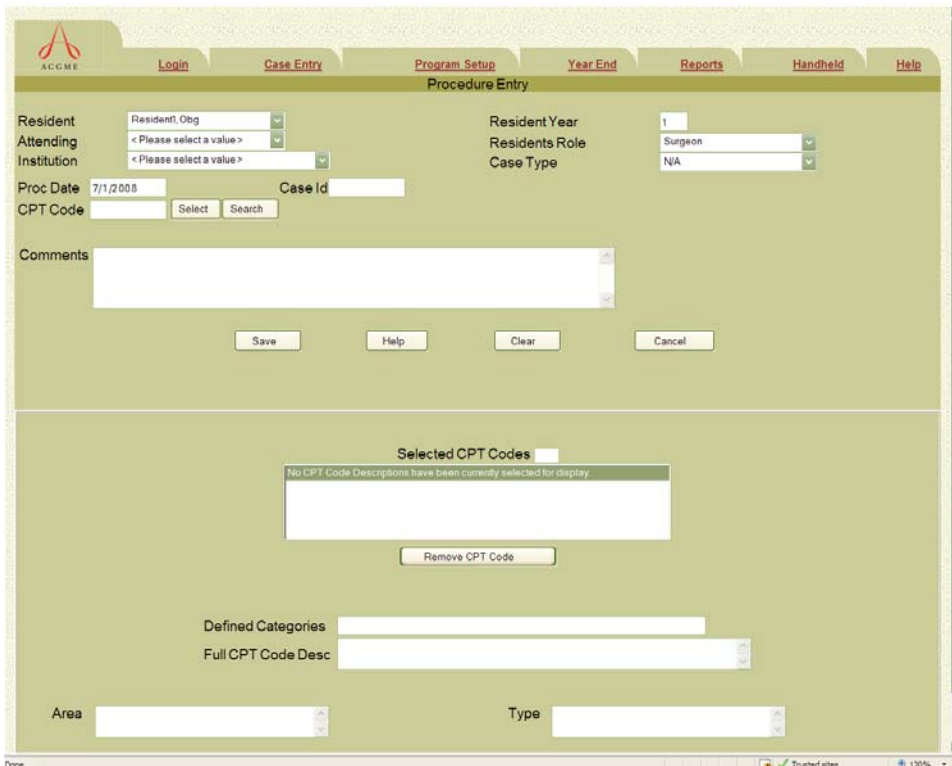 ACGME
Login Case Entry Program Setup Year End Reports Handheld Help
Procedure Entry
Resident Resident1, Obg Resident Year 1
Attending < Please select a value > Residents Role Surgeon
Institution < Please select a value > Case Type N/A
Proc Date 7/1/2008 Case Id
CPT Code Select Search
Comments
Save Help Clear Cancel
Selected CPT Codes
No CPT Code Descriptions have been currently selected for display.
Remove CPT Code
Defined Categories
Full CPT Code Desc
Area Type
Done Trusted sites 120%